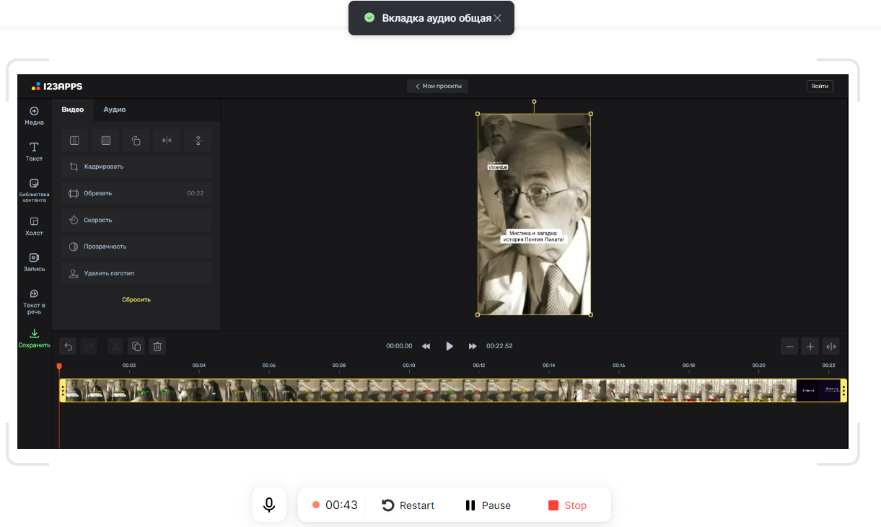 Вкладка аудио общая
123APPS
Мои проекты
Войти
Медиа
Текст
Библиотека контента
Холст
Запись
Текст в речь
Сохранить
Видео
Аудио
Кадрировать
Обрезать 00:22
Скорость
Прозрачность
Удалить логотип
Сбросить
Мистика и загадка:
история Понтия Пилата!
00:00.00
00:22.52
00:02 00:04 00:06 00:08 00:10 00:12 00:14 00:16 00:18 00:20 00:22
00:43 Restart Pause Stop